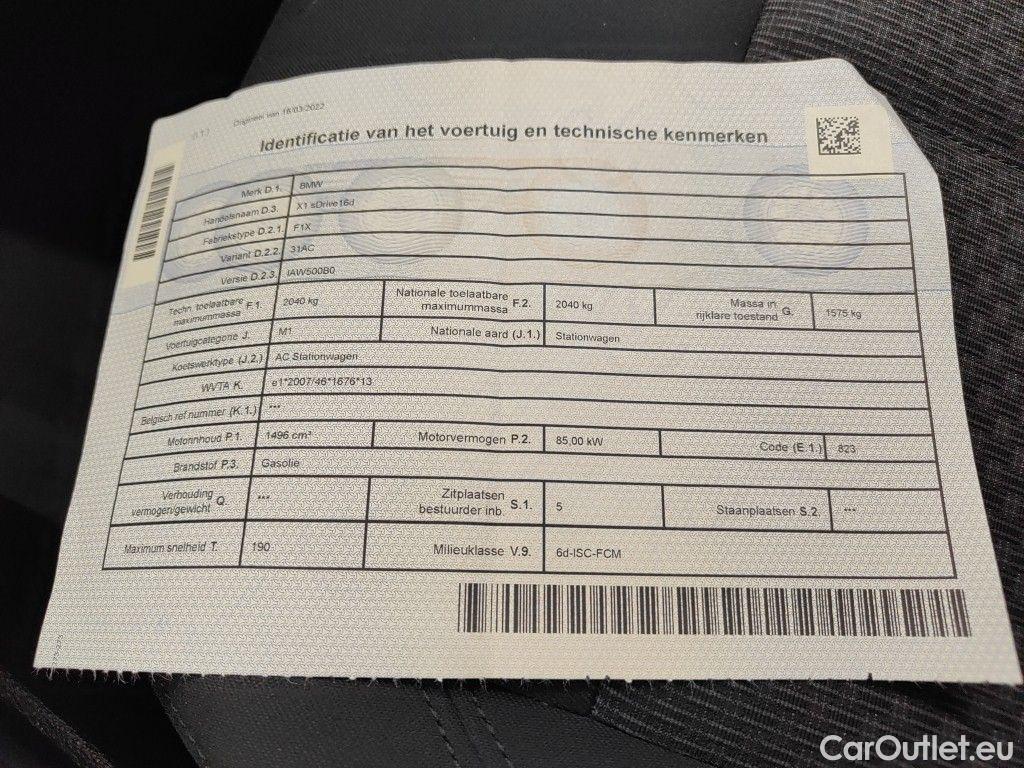 Origineel van 18/03/2022
Identificatie van het voertuig en technische kenmerken
Merk D.1. BMW
Handelsnaam D.3. X1 sDrive16d
Fabriekstype D.2.1. F1X
Variant D.2.2. 31AC
Versie D.2.3. IAW500B0
Techn. toelaatbare maximummassa F.1. 2040 kg Nationale toelaatbare maximummassa F.2. 2040 kg Massa in rijklare toestand G. 1575 kg
Voertuigcategorie J. M1 Nationale aard (J.1.) Stationwagen
Koetswerktype (J.2.) AC Stationwagen
WVTA K. e1*2007/46*1676*13
Belgisch ref.nummer (K.1.) ***
Motorinhoud P.1. 1496 cm³ Motorvermogen P.2. 85,00 kW Code (E.1.) 823
Brandstof P.3. Gasolie
Verhouding vermogen/gewicht Q. *** Zitplaatsen bestuurder inb. S.1. 5 Staanplaatsen S.2. ***
Maximum snelheid T. 190 Milieuklasse V.9. 6d-ISC-FCM
CarOutlet.eu